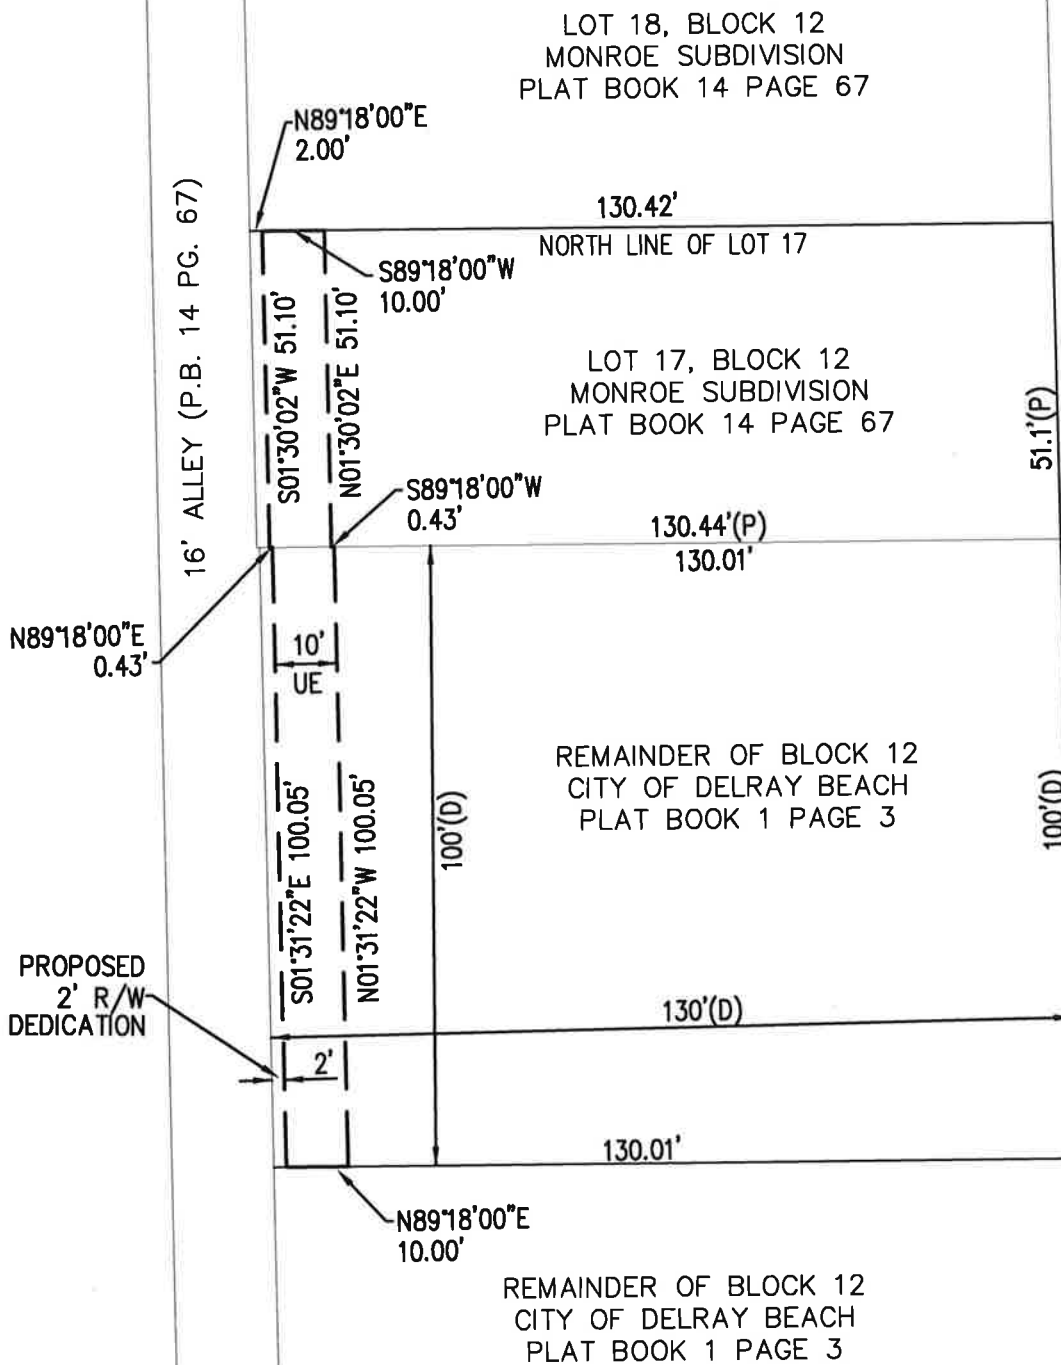 LOT 18, BLOCK 12
MONROE SUBDIVISION
PLAT BOOK 14 PAGE 67
N89°18'00"E
2.00'
16' ALLEY (P.B. 14 PG. 67)
130.42'
NORTH LINE OF LOT 17
S89°18'00"W
10.00'
S01°30'02"W 51.10'
N01°30'02"E 51.10'
LOT 17, BLOCK 12
MONROE SUBDIVISION
PLAT BOOK 14 PAGE 67
51.1'(P)
S89°18'00"W
0.43'
130.44'(P)
130.01'
N89°18'00"E
0.43'
10'
UE
REMAINDER OF BLOCK 12
CITY OF DELRAY BEACH
PLAT BOOK 1 PAGE 3
100'(D)
100'(D)
S01°31'22"E 100.05'
N01°31'22"W 100.05'
PROPOSED
2' R/W
DEDICATION
130'(D)
2'
130.01'
N89°18'00"E
10.00'
REMAINDER OF BLOCK 12
CITY OF DELRAY BEACH
PLAT BOOK 1 PAGE 3